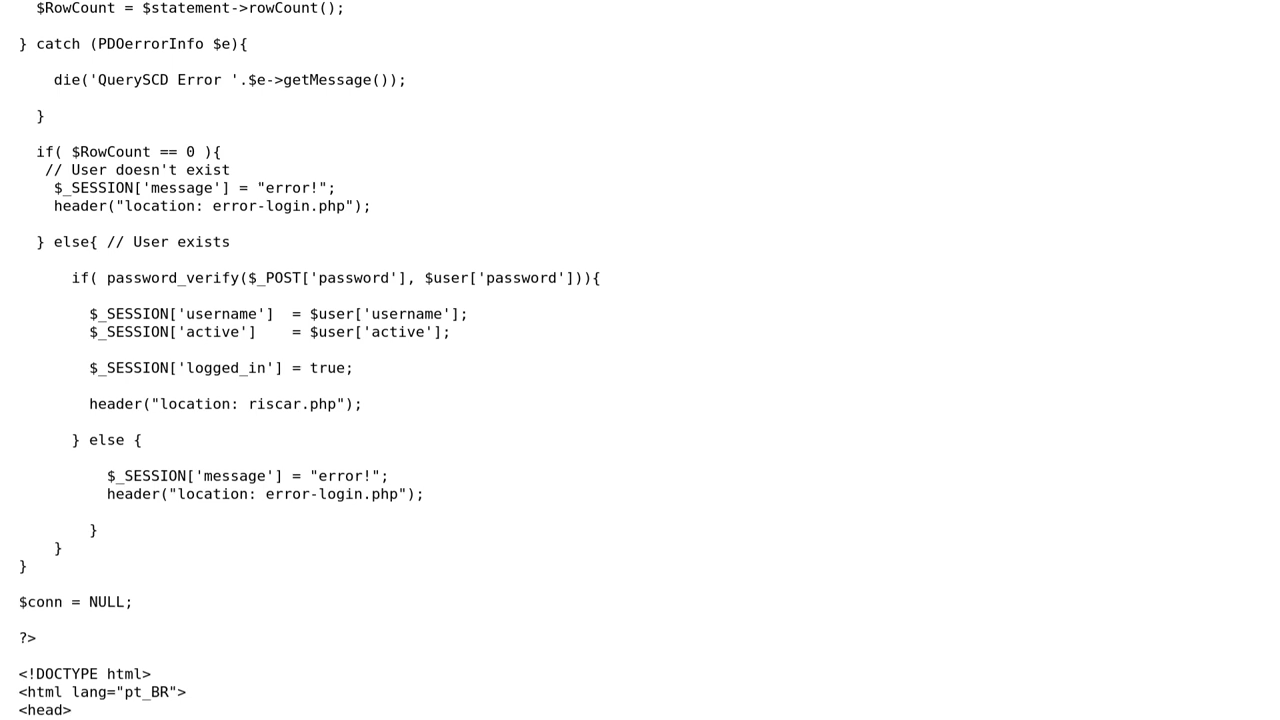 $RowCount = $statement->rowCount();
} catch (PDOerrorInfo $e){
die('QuerySCD Error '.$e->getMessage());
}
if( $RowCount == 0 ){
// User doesn't exist
$_SESSION['message'] = "error!";
header("location: error-login.php");
} else{ // User exists
if( password_verify($_POST['password'], $user['password'])){
$_SESSION['username']  = $user['username'];
$_SESSION['active']    = $user['active'];
$_SESSION['logged_in'] = true;
header("location: riscar.php");
} else {
$_SESSION['message'] = "error!";
header("location: error-login.php");
}
}
}
$conn = NULL;
?>
<!DOCTYPE html>
<html lang="pt_BR">
<head>